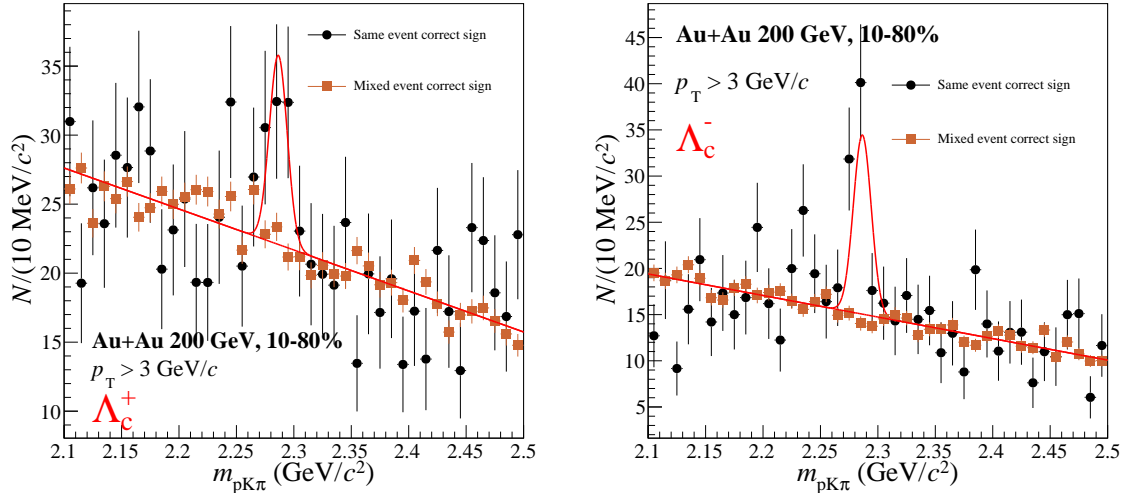 N/(10 MeV/c²)
35
30
25
20
15
10
Same event correct sign
Mixed event correct sign
Au+Au 200 GeV, 10-80%
p_T > 3 GeV/c
Λ_c^+
2.1 2.15 2.2 2.25 2.3 2.35 2.4 2.45 2.5
m_pKπ (GeV/c²)
N/(10 MeV/c²)
45
40
35
30
25
20
15
10
5
Au+Au 200 GeV, 10-80%
p_T > 3 GeV/c
Same event correct sign
Λ_c^-
Mixed event correct sign
2.1 2.15 2.2 2.25 2.3 2.35 2.4 2.45 2.5
m_pKπ (GeV/c²)